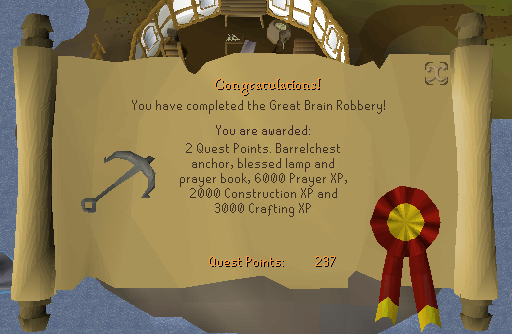 Congratulations!
You have completed the Great Brain Robbery!
You are awarded:
2 Quest Points. Barrelchest
anchor, blessed lamp and
prayer book, 6000 Prayer XP,
2000 Construction XP and
3000 Crafting XP
Quest Points: 237